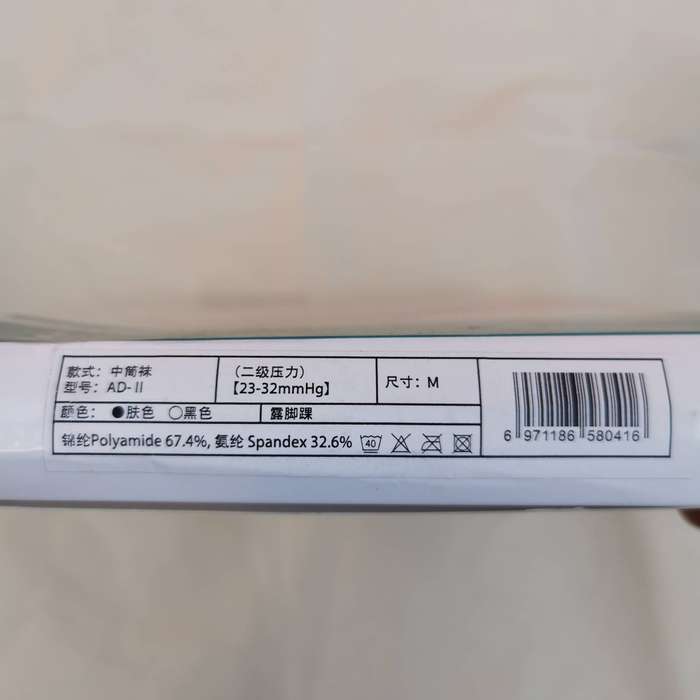 款式：中筒袜
型号：AD-II
（二级压力）
【23-32mmHg】
尺寸：M
颜色：●肤色 ○黑色
露脚踝
锦纶Polyamide 67.4%, 氨纶 Spandex 32.6% 40
6 971186 580416